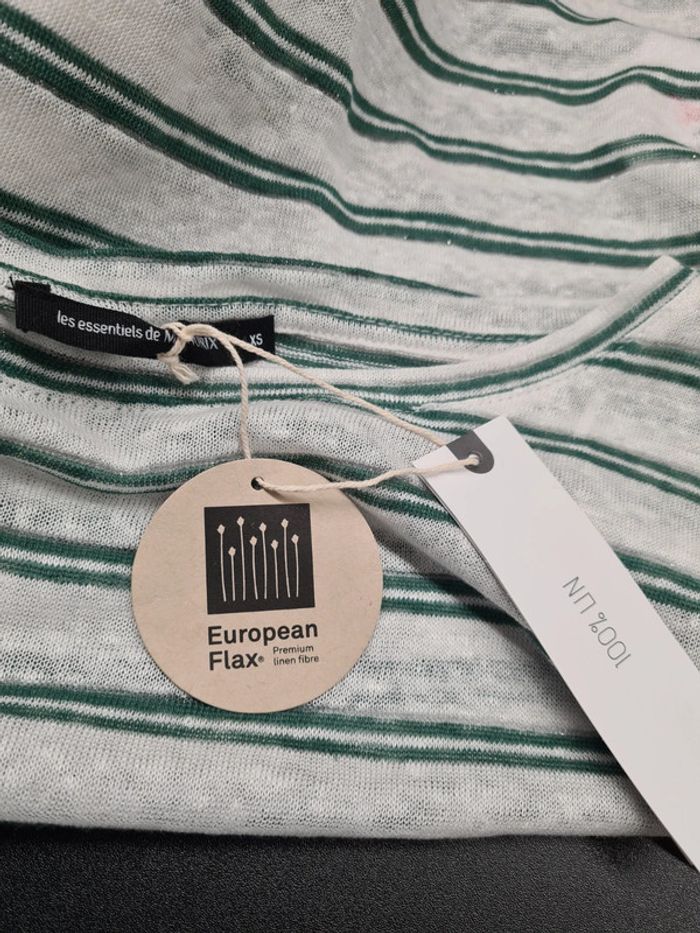 les essentiels de
XS
European
Flax®
Premium
linen fibre
100% LIN